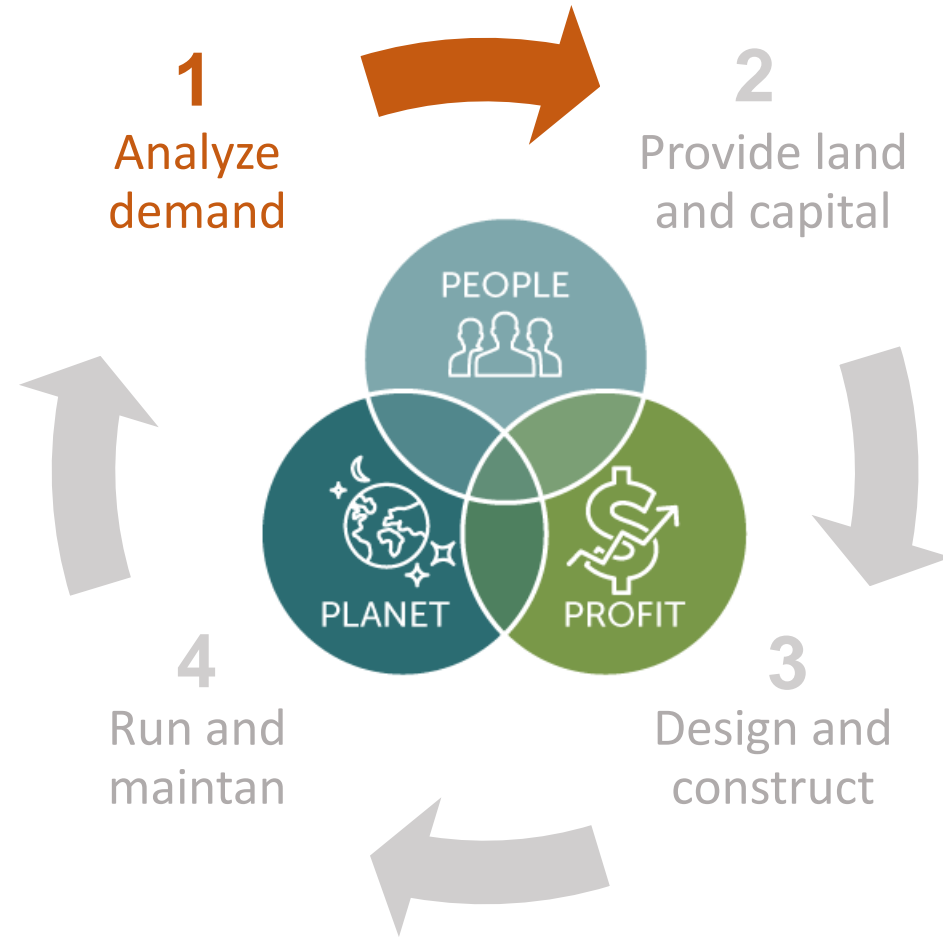 1
Analyze
demand
2
Provide land
and capital
PEOPLE
PLANET
PROFIT
4
Run and
maintan
3
Design and
construct